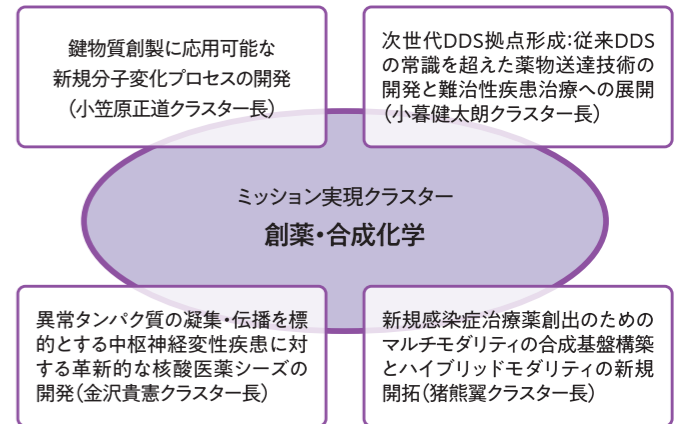 鍵物質創製に応用可能な
新規分子変化プロセスの開発
(小笠原正道クラスター長)
次世代DDS拠点形成:従来DDS
の常識を超えた薬物送達技術の
開発と難治性疾患治療への展開
(小暮健太朗クラスター長)
ミッション実現クラスター
創薬・合成化学
異常タンパク質の凝集・伝播を標
的とする中枢神経変性疾患に対
する革新的な核酸医薬シーズの
開発(金沢貴憲クラスター長)
新規感染症治療薬創出のための
マルチモダリティの合成基盤構築
とハイブリッドモダリティの新規
開拓(猪熊翼クラスター長)